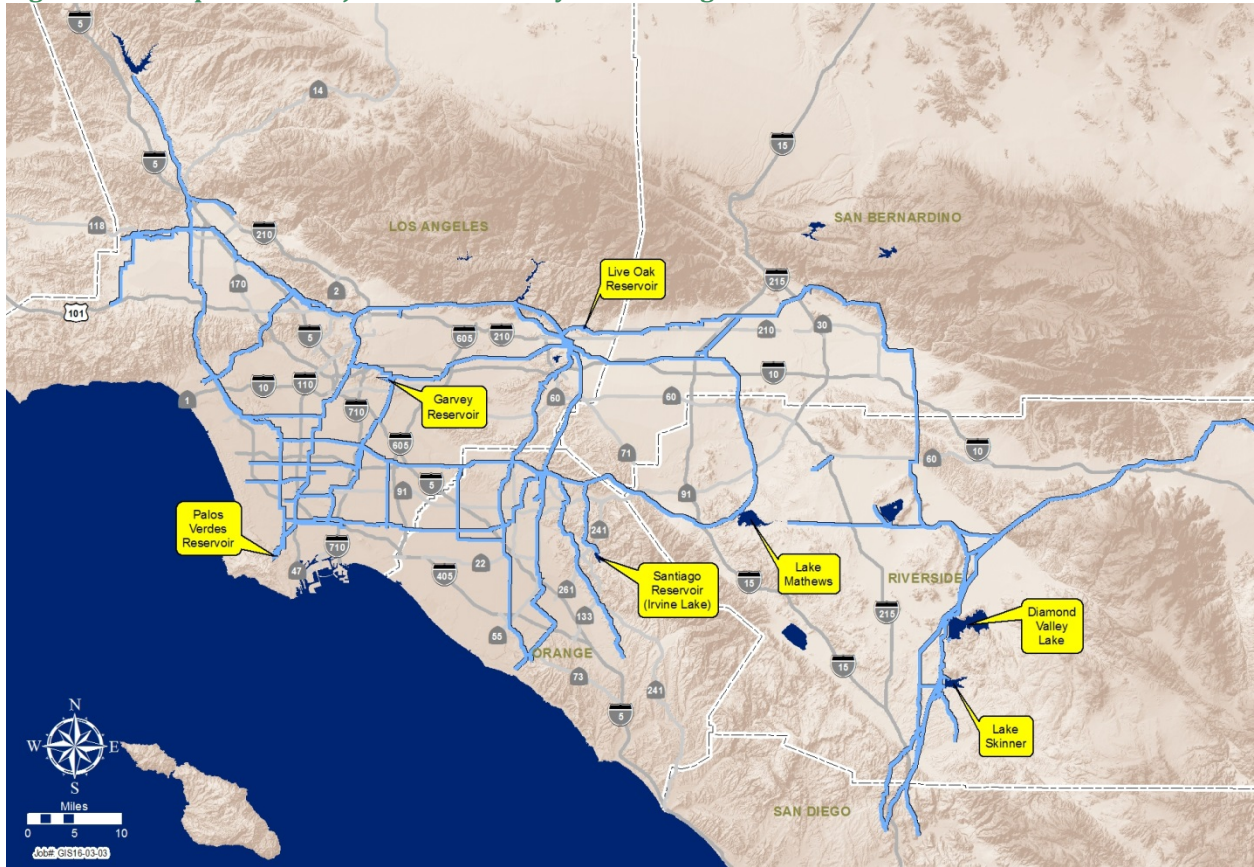 5
14
15
5
SAN BERNARDINO
118
LOS ANGELES
210
Live Oak
Reservoir
215
170
2
101
5
605
210
210
30
10
110
10
1
710
Garvey
Reservoir
60
60
605
71
10
5
91
91
60
Palos
Verdes
Reservoir
241
710
47
22
405
Santiago
Reservoir
(Irvine Lake)
Lake
Mathews
RIVERSIDE
15
261
215
133
Diamond
Valley
Lake
55
ORANGE
15
73
241
5
Lake
Skinner
N
W
E
S
Miles
0
5
10
SAN DIEGO
Job#: GIS16-03-03